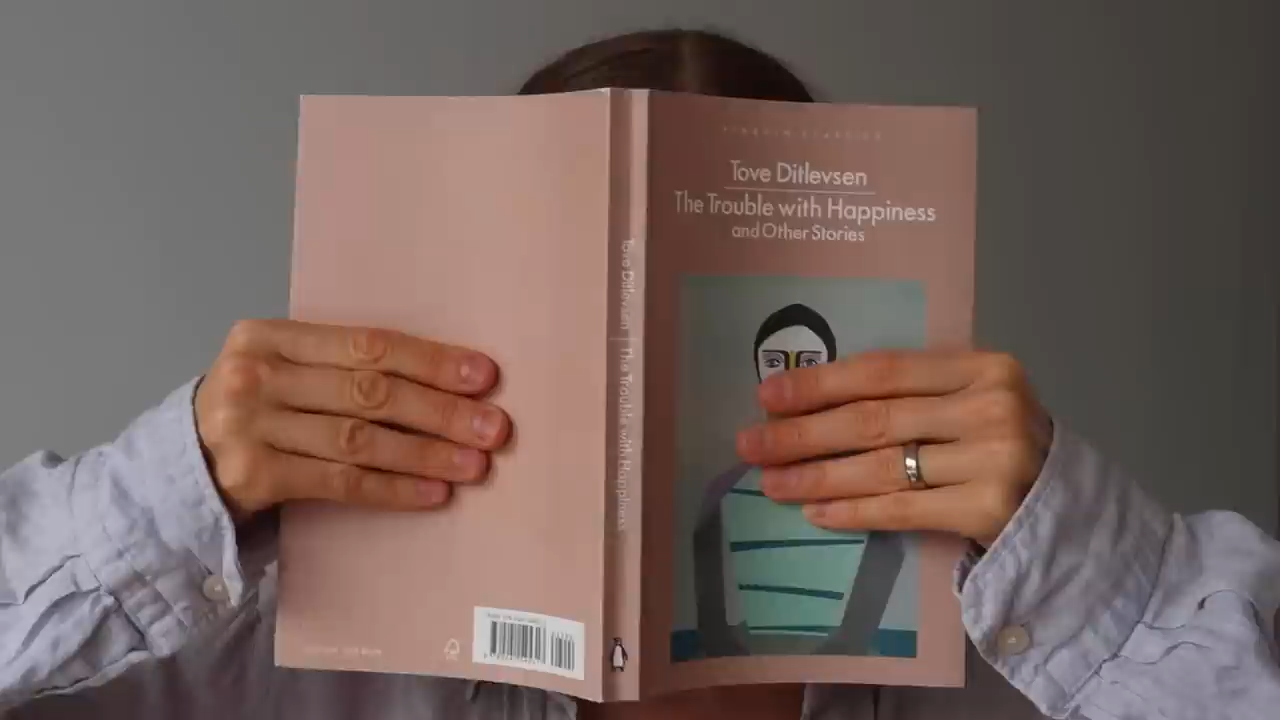 PENGUIN CLASSICS
Tove Ditlevsen
The Trouble with Happiness
and Other Stories
Tove Ditlevsen | The Trouble with Happiness